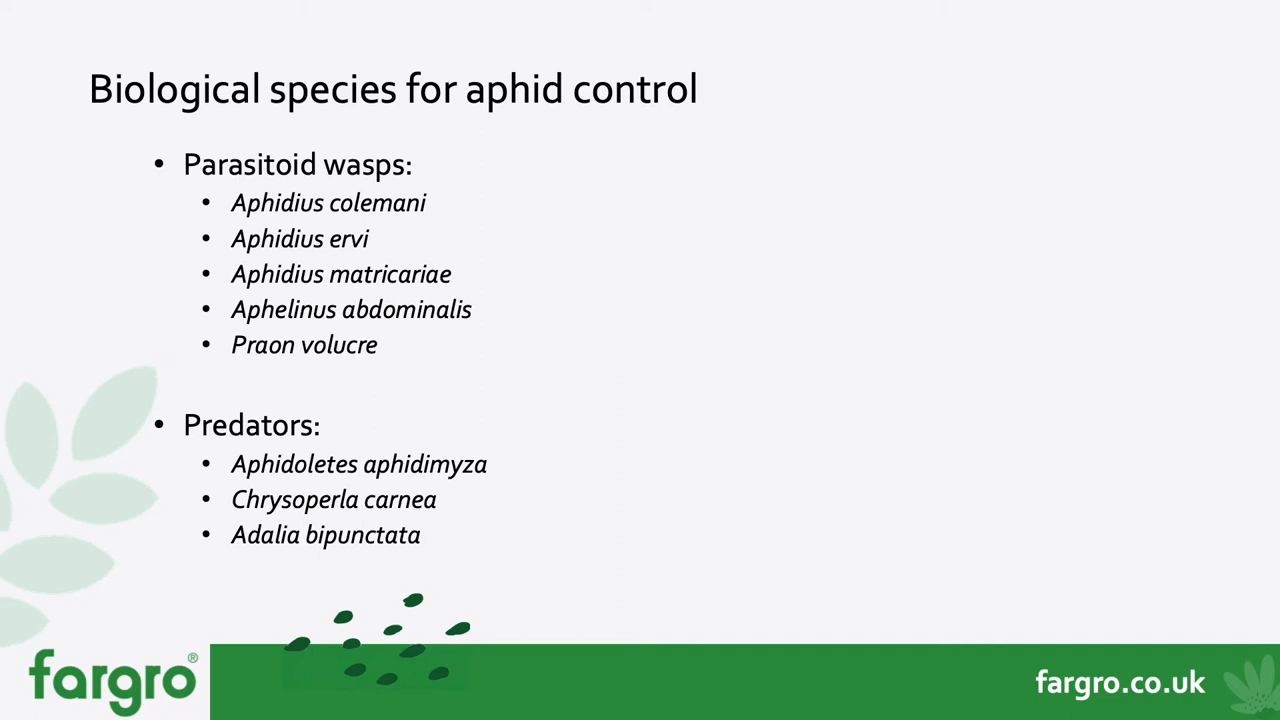 Biological species for aphid control
• Parasitoid wasps:
• Aphidius colemani
• Aphidius ervi
• Aphidius matricariae
• Aphelinus abdominalis
• Praon volucre
• Predators:
• Aphidoletes aphidimyza
• Chrysoperla carnea
• Adalia bipunctata
fargro®
fargro.co.uk